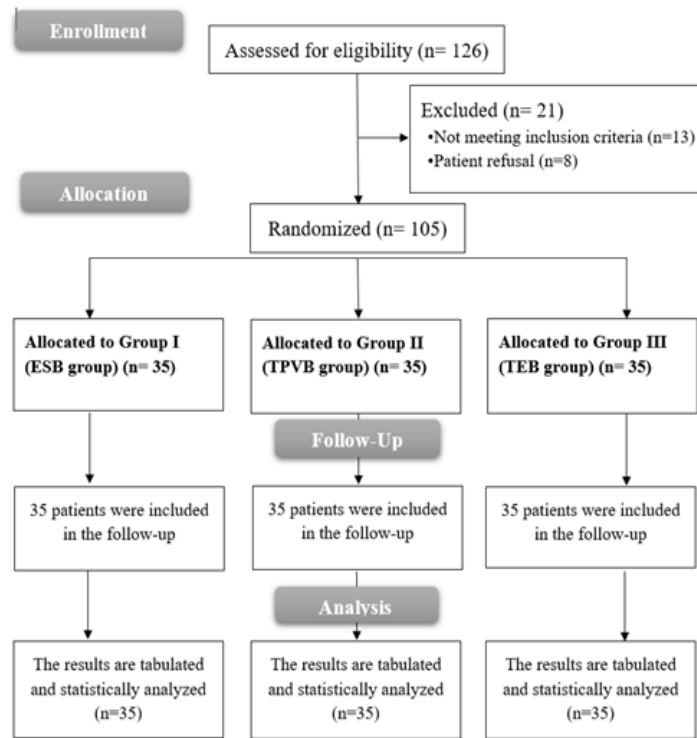 Enrollment
Assessed for eligibility (n= 126)
Excluded (n= 21)
•Not meeting inclusion criteria (n=13)
•Patient refusal (n=8)
Allocation
Randomized (n= 105)
Allocated to Group I
(ESB group) (n= 35)
Allocated to Group II
(TPVB group) (n= 35)
Allocated to Group III
(TEB group) (n= 35)
Follow-Up
35 patients were included
in the follow-up
35 patients were included
in the follow-up
35 patients were included
in the follow-up
Analysis
The results are tabulated
and statistically analyzed
(n=35)
The results are tabulated
and statistically analyzed
(n=35)
The results are tabulated
and statistically analyzed
(n=35)